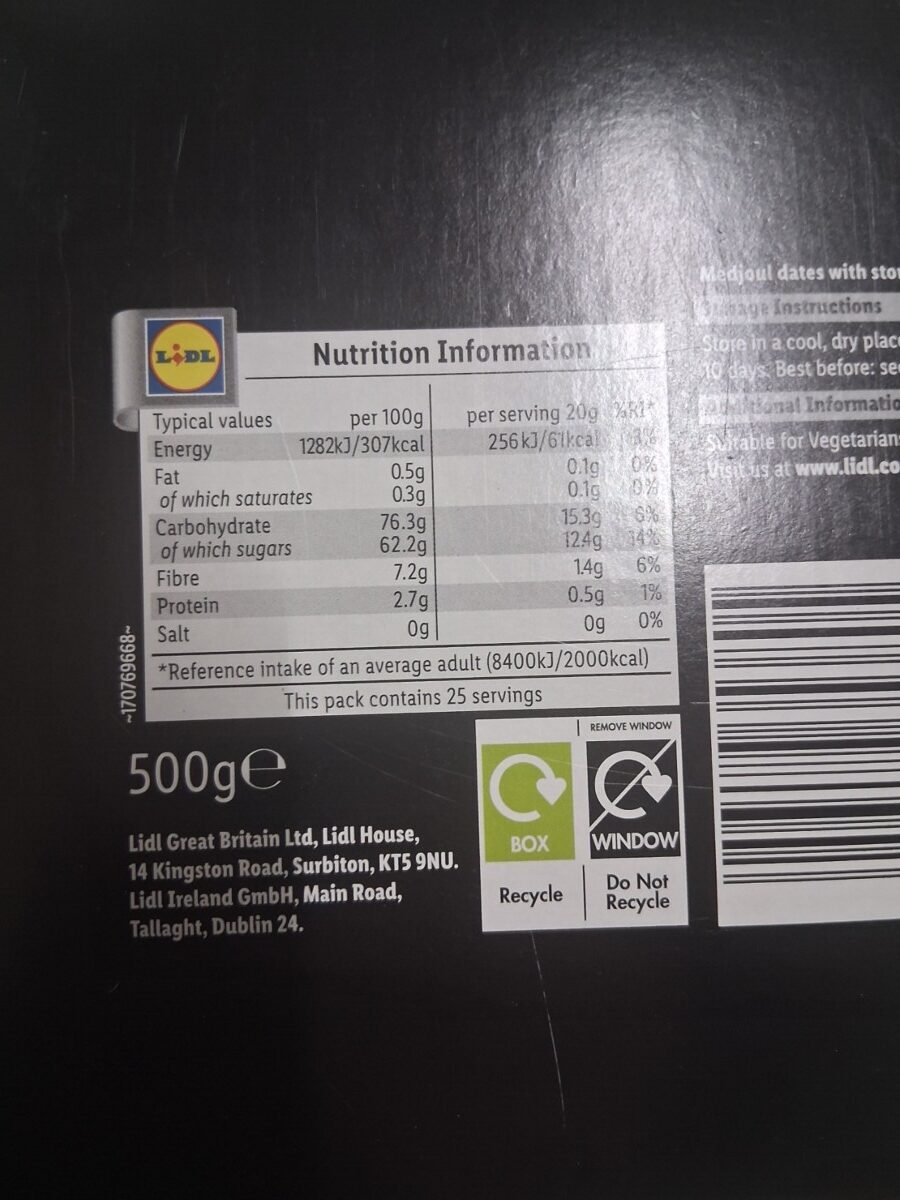 LIDL
Nutrition Information
Typical values per 100g per serving 20g %RI*
Energy 1282kJ/307kcal 256kJ/61kcal 3%
Fat 0.5g 0.1g 0%
of which saturates 0.3g 0.1g 0%
Carbohydrate 76.3g 15.3g 6%
of which sugars 62.2g 12.4g 14%
Fibre 7.2g 1.4g 6%
Protein 2.7g 0.5g 1%
Salt 0g 0g 0%
*Reference intake of an average adult (8400kJ/2000kcal)
This pack contains 25 servings
~170769668~
500g℮
Lidl Great Britain Ltd, Lidl House,
14 Kingston Road, Surbiton, KT5 9NU.
Lidl Ireland GmbH, Main Road,
Tallaght, Dublin 24.
REMOVE WINDOW
BOX WINDOW
Recycle Do Not
Recycle
Medjoul dates with
Instructions
Store in a cool, dry
10 days. Best before:
Additional
Suitable for
Visit us at www.lidl.co